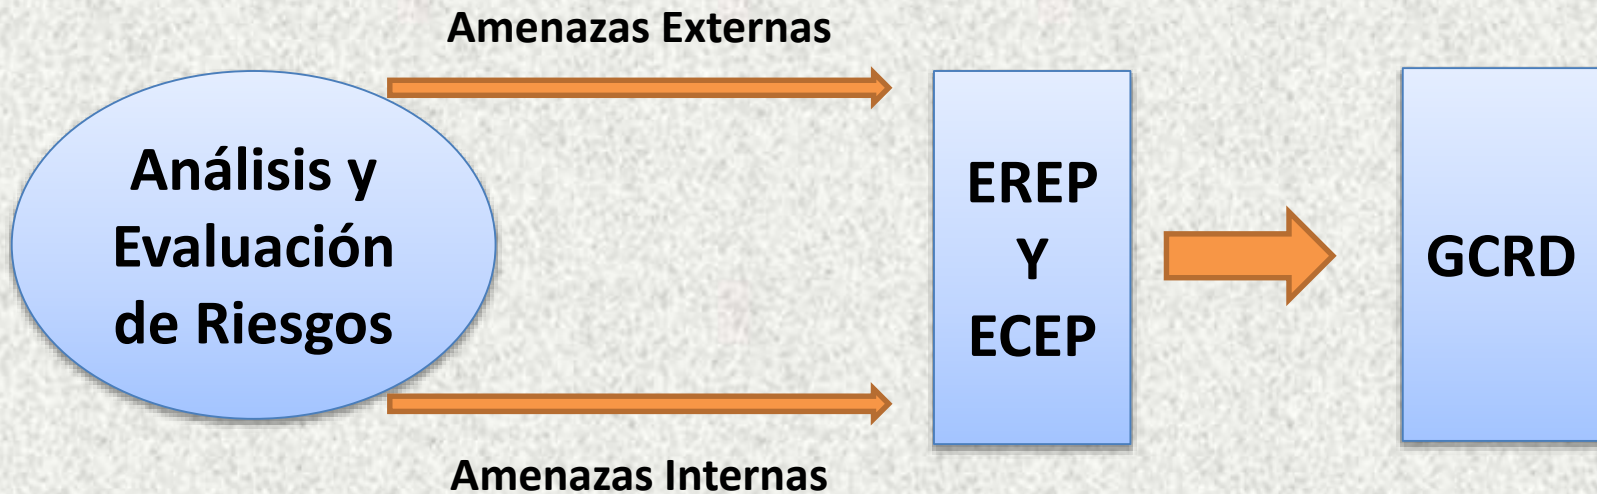 Amenazas Externas
Análisis y
Evaluación
de Riesgos
EREP
Y
ECEP
GCRD
Amenazas Internas